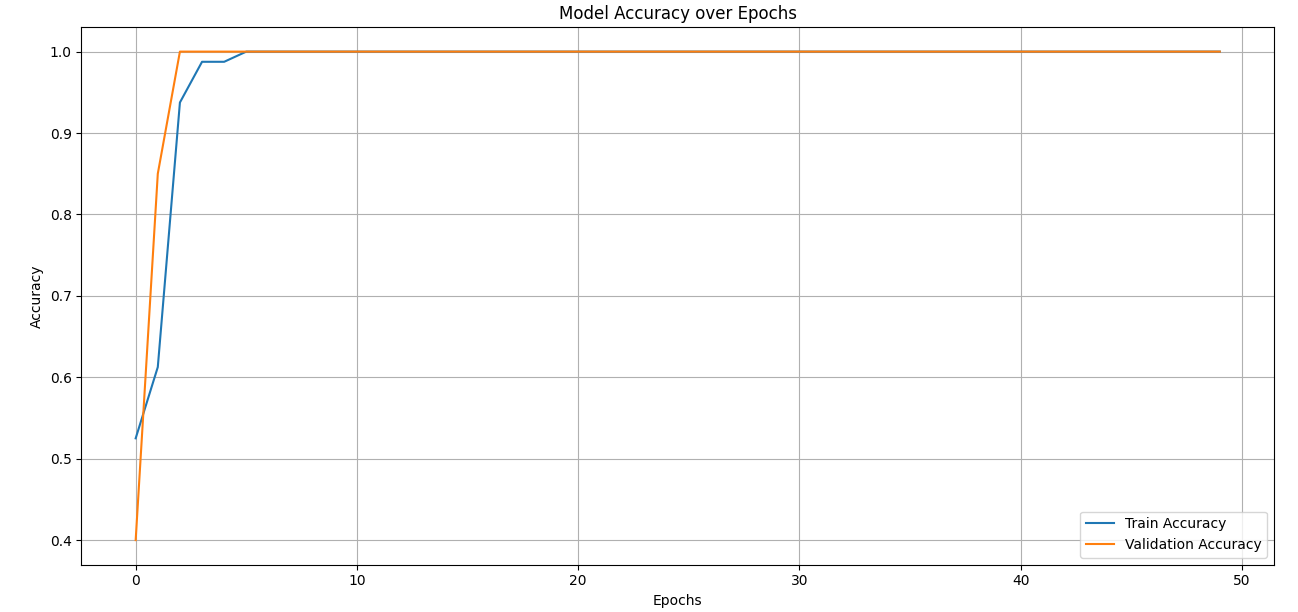 Model Accuracy over Epochs
1.0
0.9
0.8
0.7
0.6
0.5
0.4
Accuracy
0 10 20 30 40 50
Epochs
Train Accuracy
Validation Accuracy